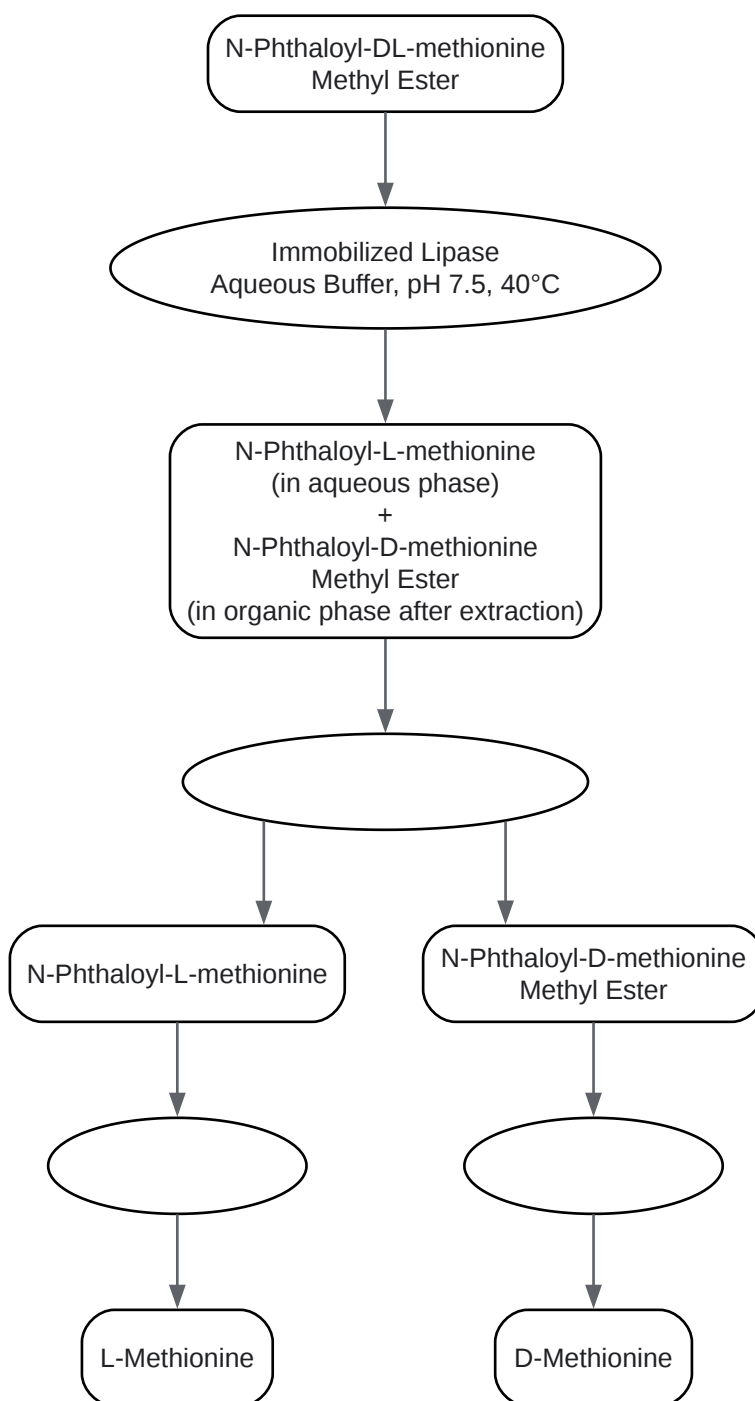 N-Phthaloyl-DL-methionine
Methyl Ester
Immobilized Lipase
Aqueous Buffer, pH 7.5, 40°C
N-Phthaloyl-L-methionine
(in aqueous phase)
+
N-Phthaloyl-D-methionine
Methyl Ester
(in organic phase after extraction)
N-Phthaloyl-L-methionine
N-Phthaloyl-D-methionine
Methyl Ester
L-Methionine
D-Methionine